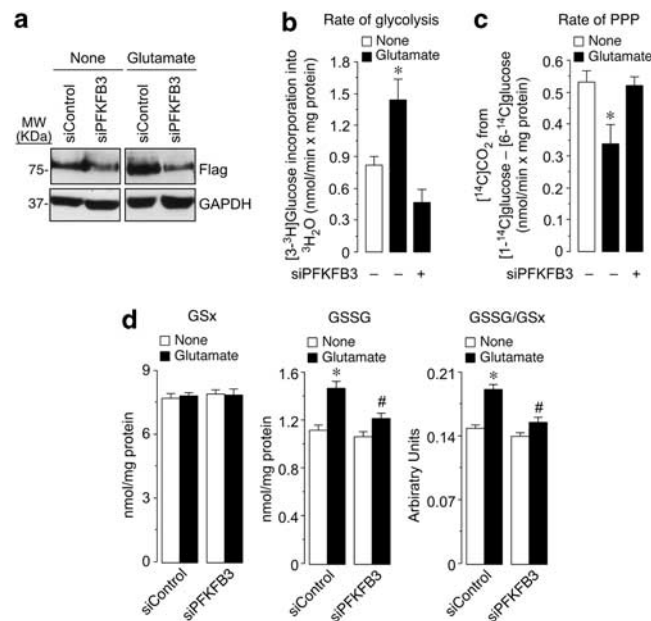 a
None Glutamate
siControl
siPFKFB3
siControl
siPFKFB3
MW
(KDa)
75-
Flag
37-
GAPDH
b
Rate of glycolysis
None
Glutamate
[3-³H]Glucose incorporation into
³H₂O (nmol/min x mg protein)
1.8
1.5
1.2
0.9
0.6
0.3
0
*
siPFKFB3 – – +
c
Rate of PPP
None
Glutamate
[¹⁴C]CO₂ from
[1-¹⁴C]glucose – [6-¹⁴C]glucose
(nmol/min x mg protein)
0.6
0.5
0.4
0.3
0.2
0.1
0
*
siPFKFB3 – – +
d
GSx
None
Glutamate
nmol/mg protein
9
6
3
0
siControl
siPFKFB3
GSSG
None
Glutamate
nmol/mg protein
1.6
1.2
0.8
0.4
0
*
#
siControl
siPFKFB3
GSSG/GSx
None
Glutamate
Arbiratry Units
0.21
0.14
0.07
0
*
#
siControl
siPFKFB3